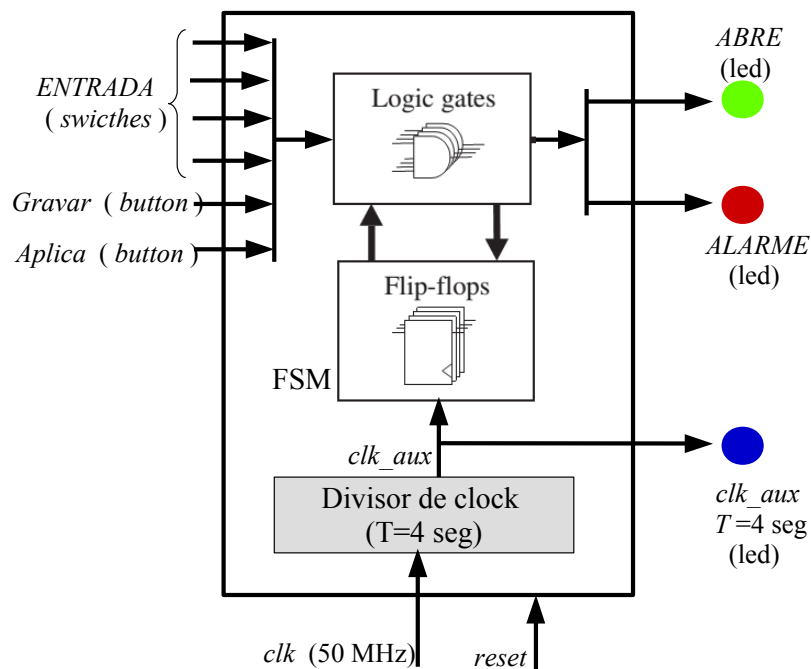 ENTRADA
( swicthes )
Gravar ( button)
Aplica ( button)
Logic gates
Flip-flops
FSM
clk_aux
Divisor de clock
(T=4 seg)
clk (50 MHz)
reset
ABRE
(led)
ALARME
(led)
clk_aux
T =4 seg
(led)